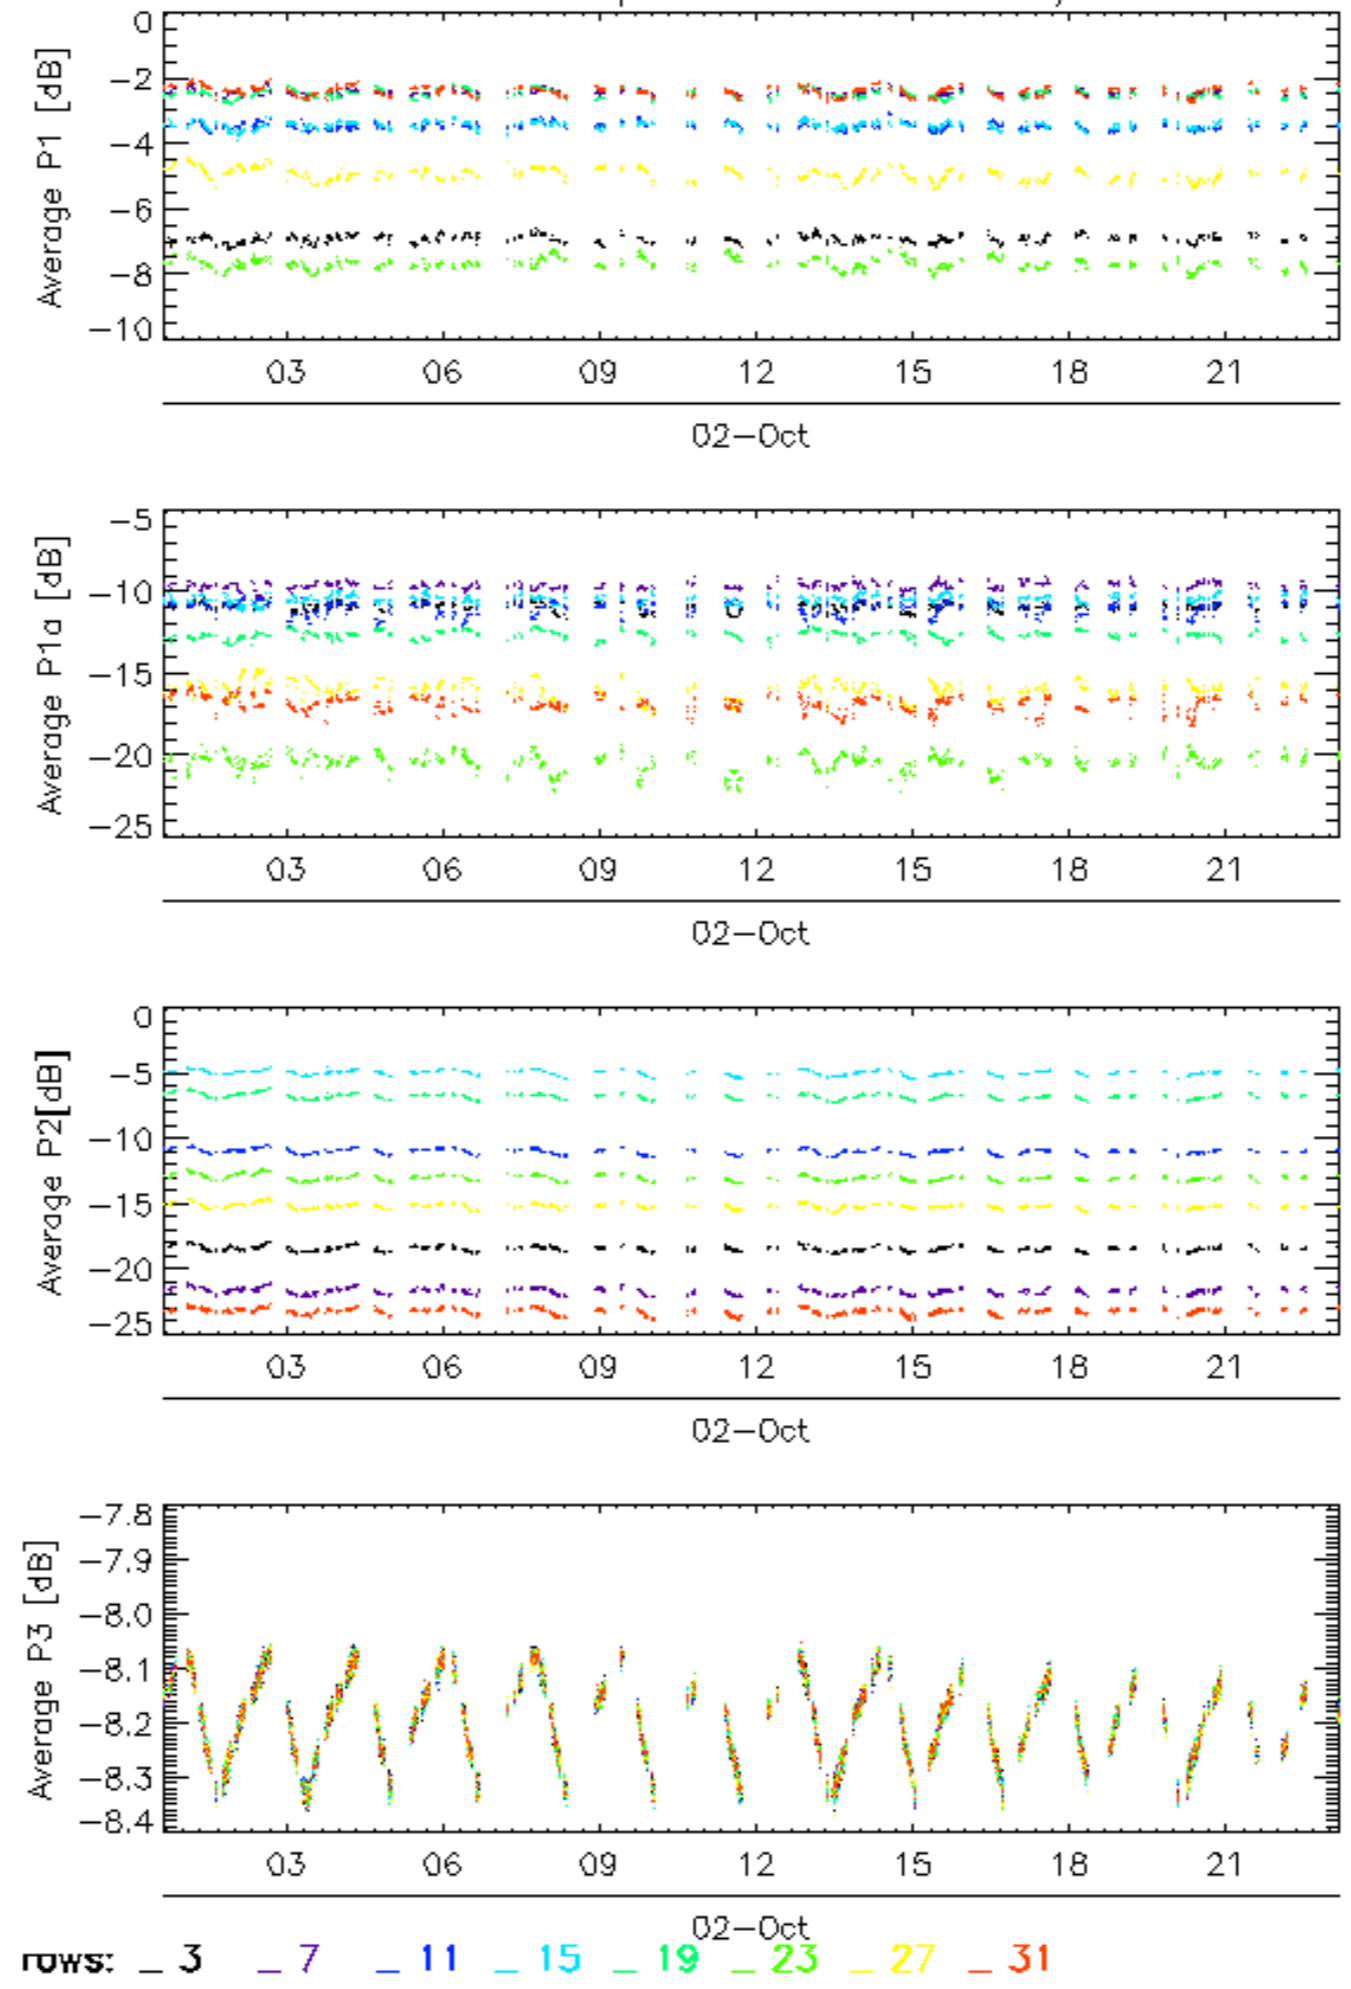 Average P1 [dB]
0
−2
−4
−6
−8
−10
03 06 09 12 15 18 21
02−Oct
Average P1a [dB]
−5
−10
−15
−20
−25
03 06 09 12 15 18 21
02−Oct
Average P2[dB]
0
−5
−10
−15
−20
−25
03 06 09 12 15 18 21
02−Oct
Average P3 [dB]
−7.8
−7.9
−8.0
−8.1
−8.2
−8.3
−8.4
03 06 09 12 15 18 21
02−Oct
rows: _ 3 _ 7 _ 11 _ 15 _ 19 _ 23 _ 27 _ 31